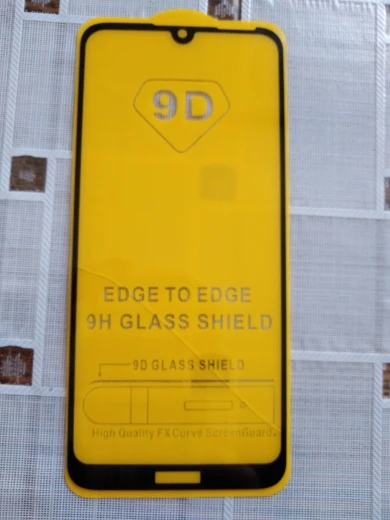 9D
EDGE TO EDGE
9H GLASS SHIELD
9D GLASS SHIELD
High Quality FX Curve ScreenGuard